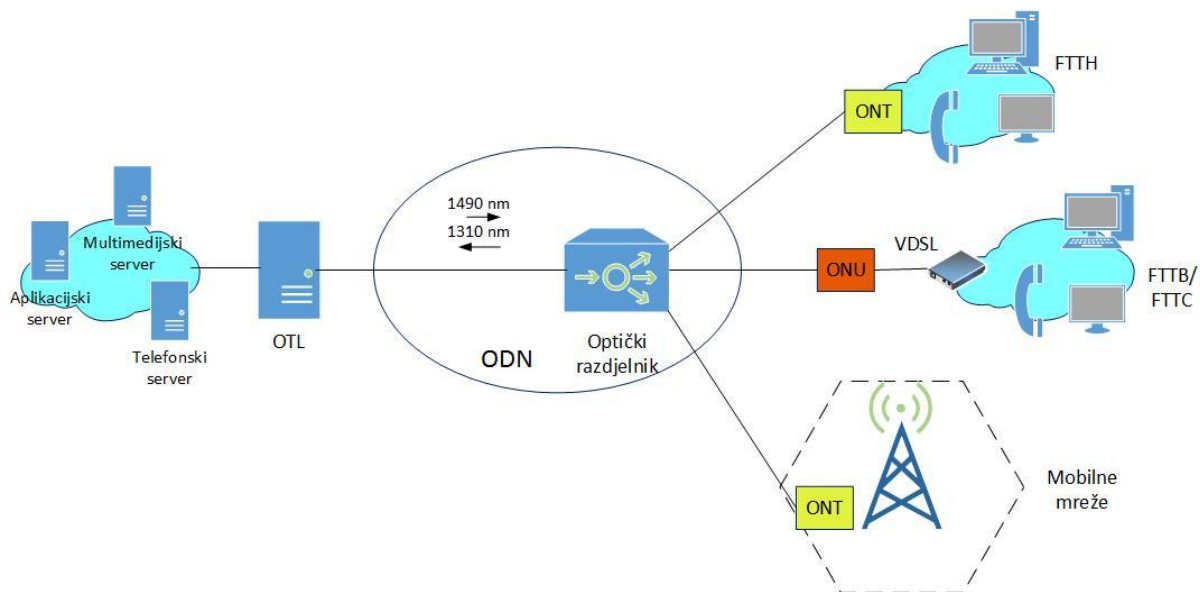 Multimedijski
server
Aplikacijski
server
Telefonski
server
OTL
1490 nm
1310 nm
ODN
Optički
razdjelnik
ONT
FTTH
ONU
VDSL
FTTB/
FTTC
ONT
Mobilne
mreže